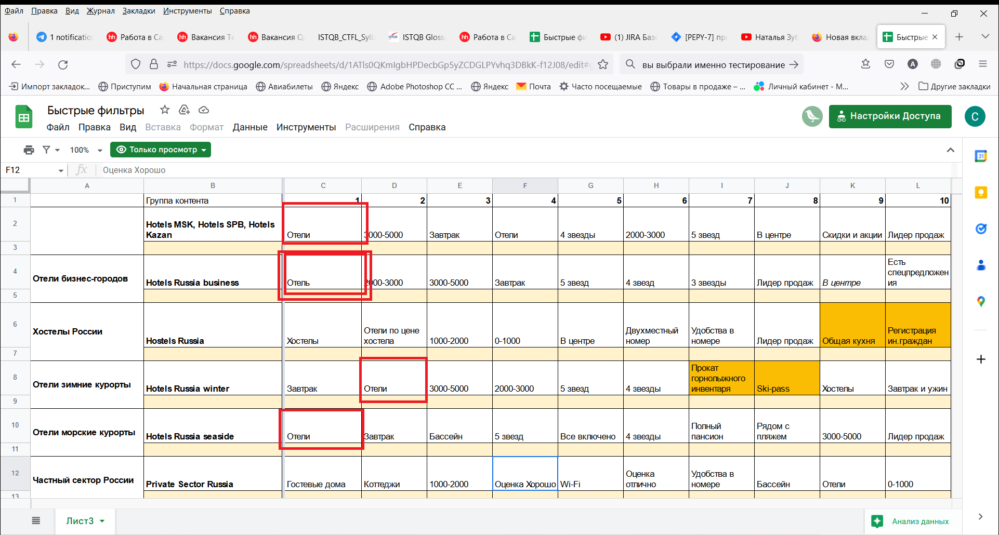 Файл Правка Вид Журнал Закладки Инструменты Справка
1 notification
Работа в Са
Вакансия Те
Вакансия Q
ISTQB_CTFL_Sylla
ISTQB Glossa
Работа в Са
Быстрые фи
(1) JIRA Базо
[PEPY-7] про
Наталья Зуб
Новая вклад
Быстрые
https://docs.google.com/spreadsheets/d/1ATls0QKmIgbHPDecbGp5yZCDGLPYvhq3DBkK-f12J08/edit#g
вы выбрали именно тестирование
Импорт закладок... Приступим Начальная страница Авиабилеты Яндекс Adobe Photoshop CC ... Яндекс Почта Часто посещаемые Товары в продаже – ... Личный кабинет - М... Другие закладки
Быстрые фильтры
Файл Правка Вид Вставка Формат Данные Инструменты Расширения Справка
Настройки Доступа
С
100%
Только просмотр
31
F12
fx
Оценка Хорошо
A B C D E F G H I J K L
1 Группа контента 1 2 3 4 5 6 7 8 9 10
2 Hotels MSK, Hotels SPB, Hotels Kazan Отели 3000-5000 Завтрак Отели 4 звезды 2000-3000 5 звезд В центре Скидки и акции Лидер продаж
3
4 Отели бизнес-городов Hotels Russia business Отель 2000-3000 3000-5000 Завтрак 5 звезд 4 звезд 3 звезды Лидер продаж В центре Есть спецпредложения
5
6 Хостелы России Hostels Russia Хостелы Отели по цене хостела 1000-2000 0-1000 В центре Двухместный номер Удобства в номере Лидер продаж Общая кухня Регистрация ин.граждан
7
8 Отели зимние курорты Hotels Russia winter Завтрак Отели 3000-5000 2000-3000 5 звезд 4 звезды Прокат горнолыжного инвентаря Ski-pass Хостелы Завтрак и ужин
9
10 Отели морские курорты Hotels Russia seaside Отели Завтрак Бассейн 5 звезд Все включено 4 звезды Полный пансион Рядом с пляжем 3000-5000 Лидер продаж
11
12 Частный сектор России Private Sector Russia Гостевые дома Коттеджи 1000-2000 Оценка Хорошо Wi-Fi Оценка отлично Удобства в номере Бассейн Отели 0-1000
13
Лист3
Анализ данных